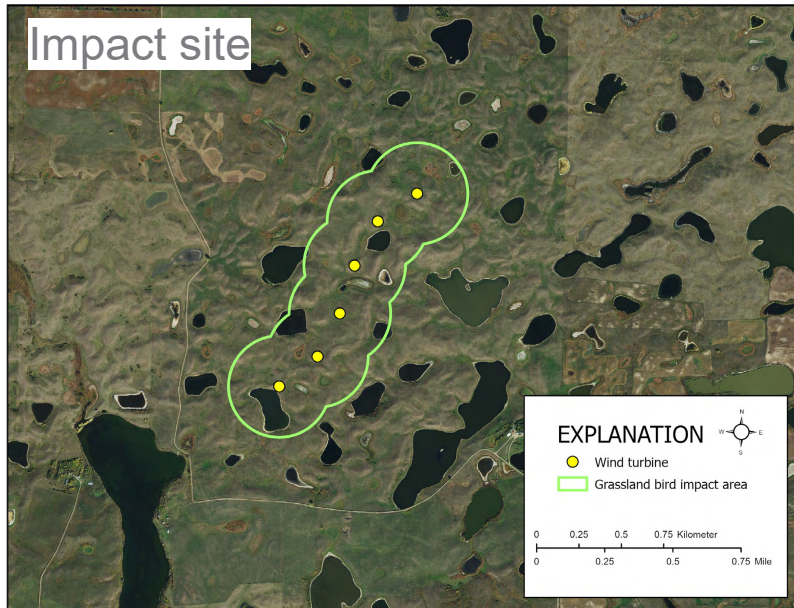 Impact site
EXPLANATION
N
W E
S
Wind turbine
Grassland bird impact area
0 0.25 0.5 0.75 Kilometer
0 0.25 0.5 0.75 Mile